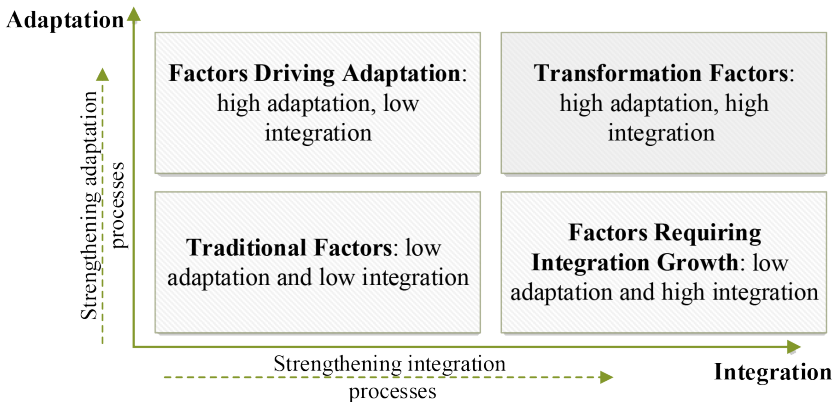 Adaptation
Strengthening adaptation
processes
Factors Driving Adaptation:
high adaptation, low
integration
Transformation Factors:
high adaptation, high
integration
Traditional Factors: low
adaptation and low integration
Factors Requiring
Integration Growth: low
adaptation and high integration
Strengthening integration
processes
Integration